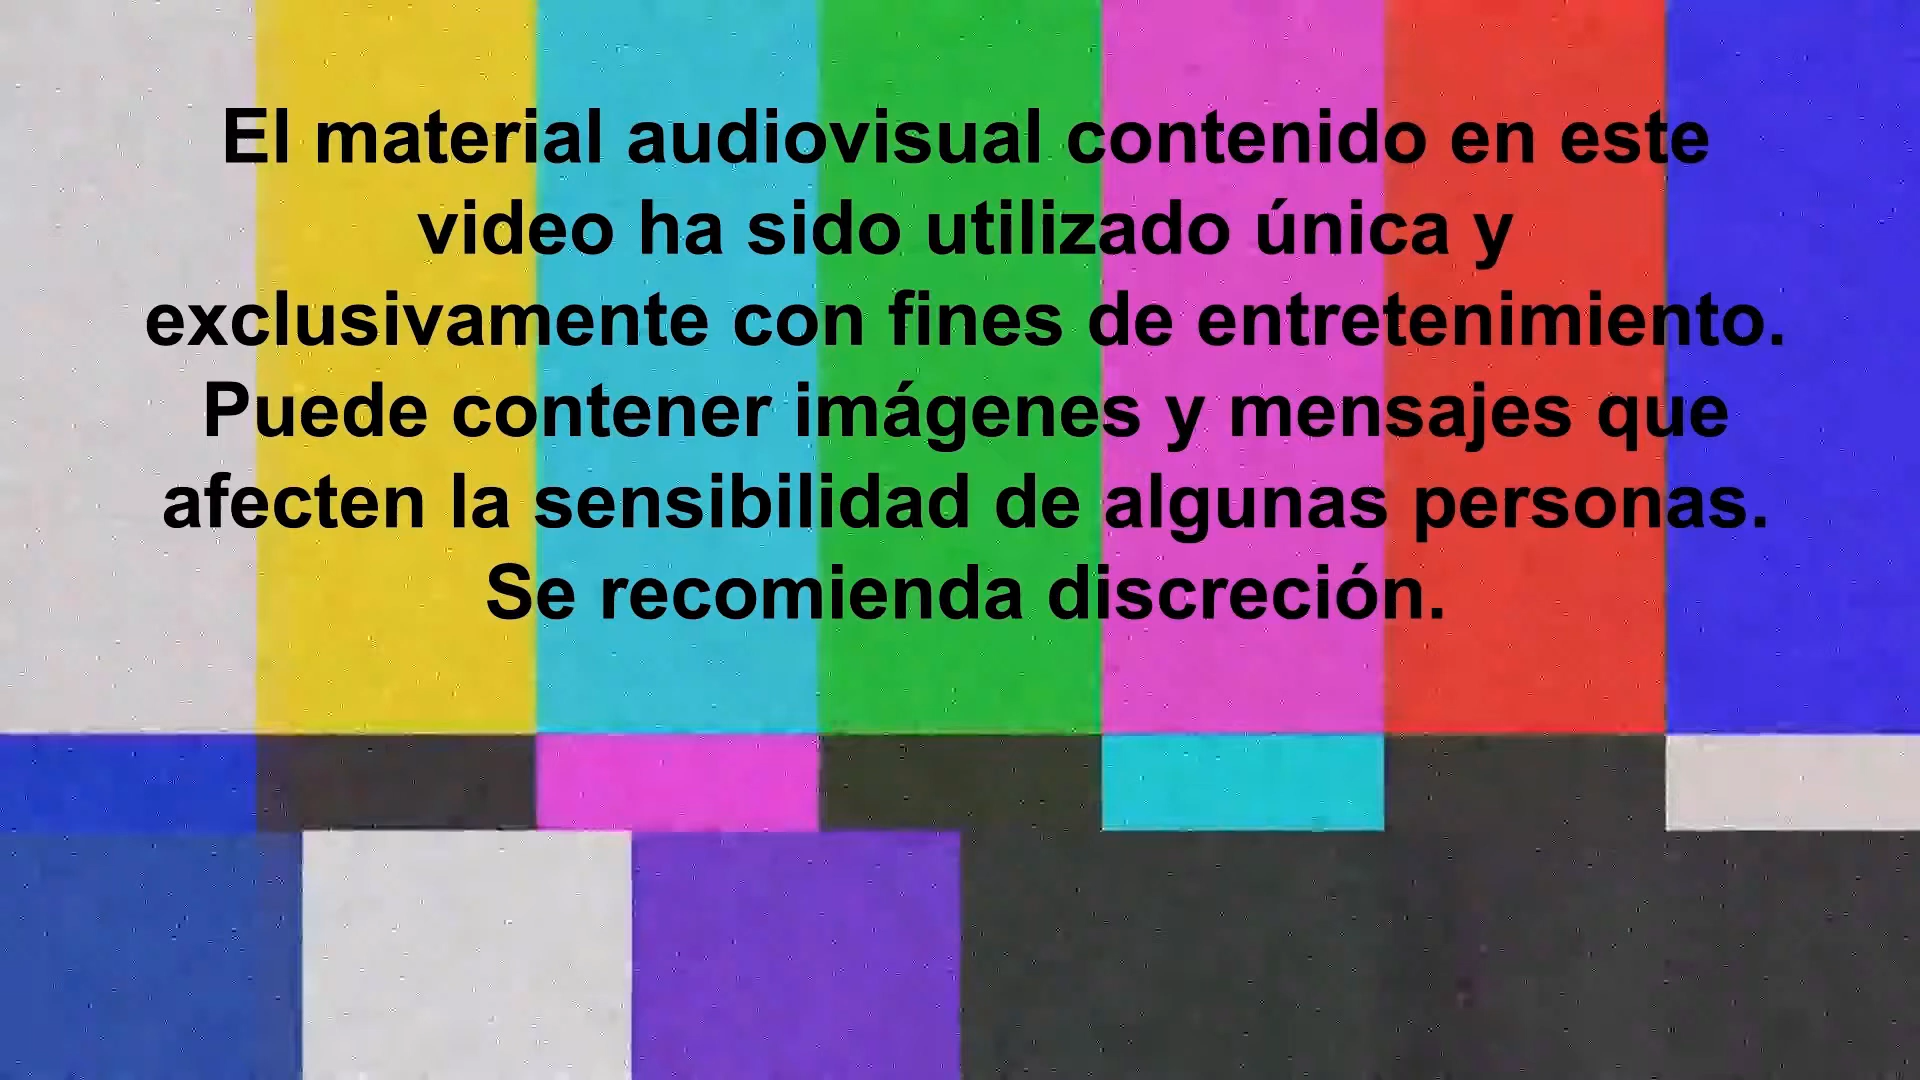 El material audiovisual contenido en este
video ha sido utilizado única y
exclusivamente con fines de entretenimiento.
Puede contener imágenes y mensajes que
afecten la sensibilidad de algunas personas.
Se recomienda discreción.